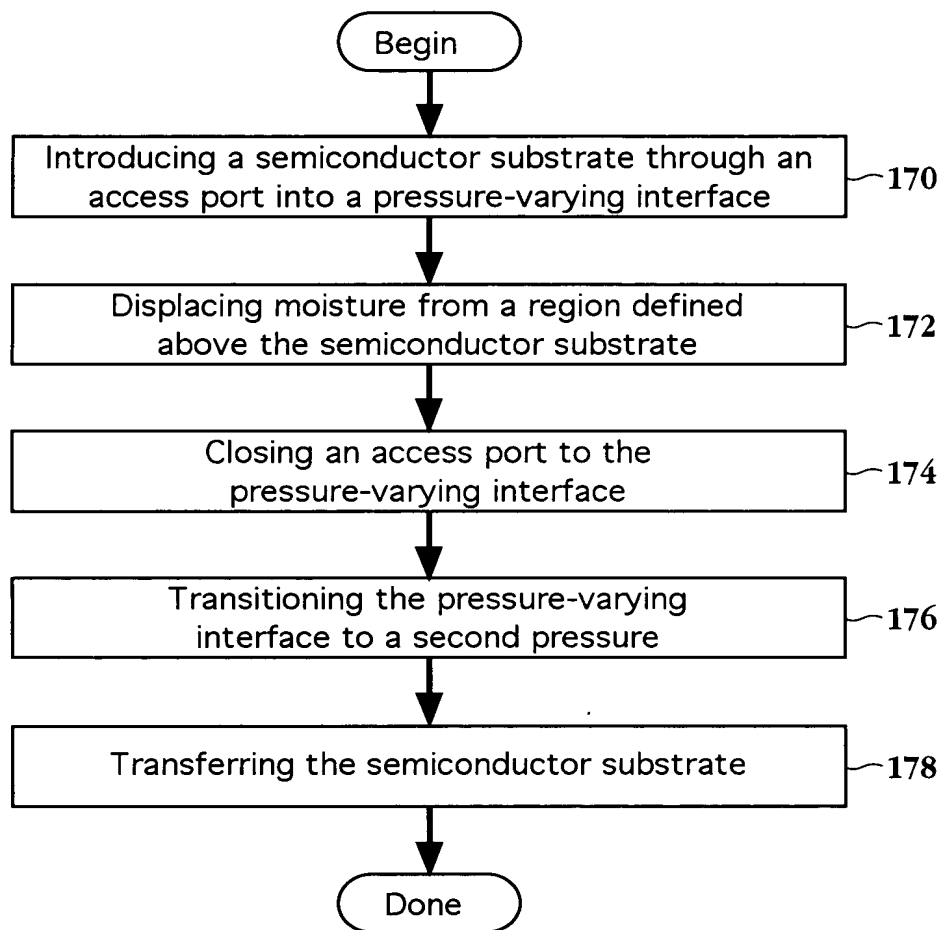 Begin
Introducing a semiconductor substrate through an
access port into a pressure-varying interface
170
Displacing moisture from a region defined
above the semiconductor substrate
172
Closing an access port to the
pressure-varying interface
174
Transitioning the pressure-varying
interface to a second pressure
176
Transferring the semiconductor substrate
178
Done